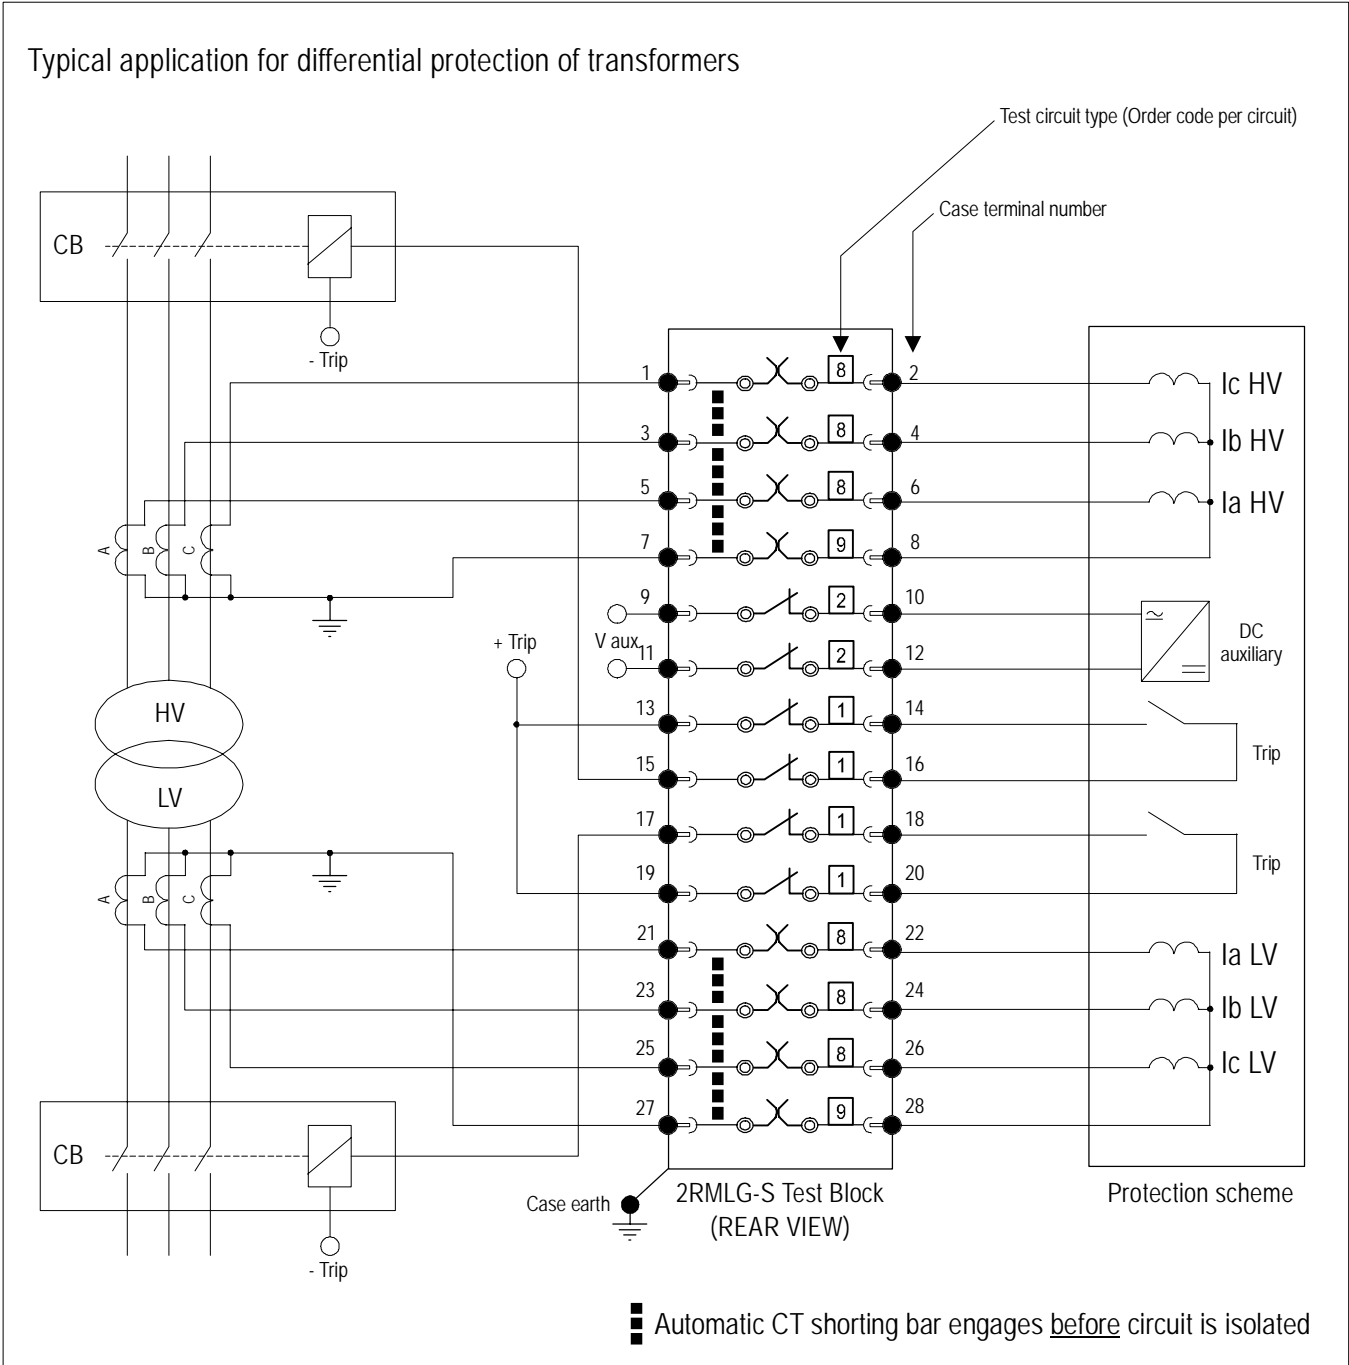 Typical application for differential protection of transformers
Test circuit type (Order code per circuit)
Case terminal number
CB
- Trip
1 8 2 Ic HV
3 8 4 Ib HV
5 8 6 Ia HV
7 9 8
A B C
9 2 10
V aux
11 2 12
DC
auxiliary
+ Trip
13 1 14
HV
15 1 16
Trip
LV
17 1 18
19 1 20
Trip
A B C
21 8 22 Ia LV
23 8 24 Ib LV
25 8 26 Ic LV
27 9 28
CB
- Trip
Case earth
2RMLG-S Test Block
(REAR VIEW)
Protection scheme
Automatic CT shorting bar engages before circuit is isolated